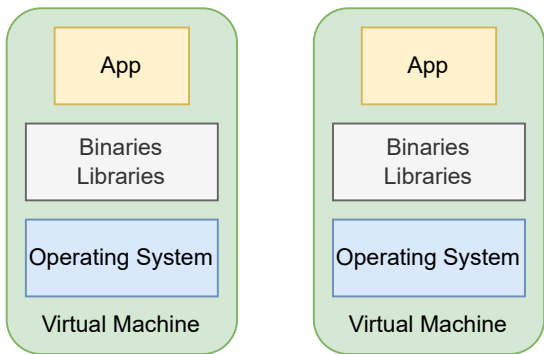 App
Binaries
Libraries
Operating System
Virtual Machine
App
Binaries
Libraries
Operating System
Virtual Machine